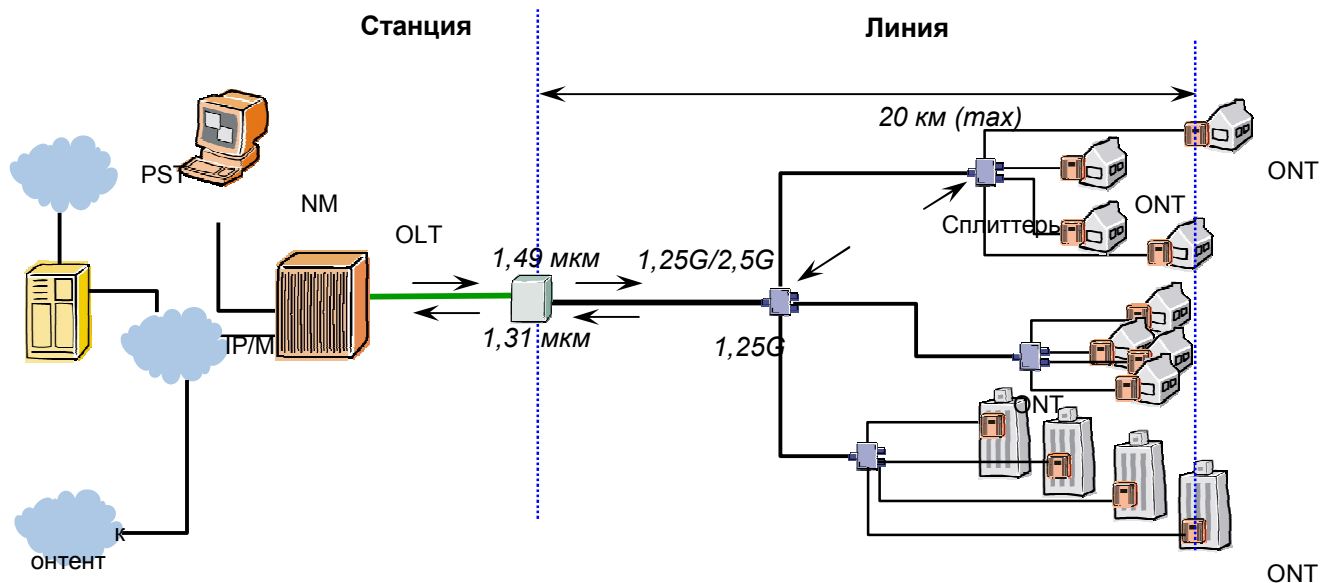 Станция
Линия
20 км (max)
PST
ONT
NM
ONT
Сплиттерь
OLT
1,49 мкм
1,25G/2,5G
IP/M
1,31 мкм
1,25G
ONT
к
онтент
ONT